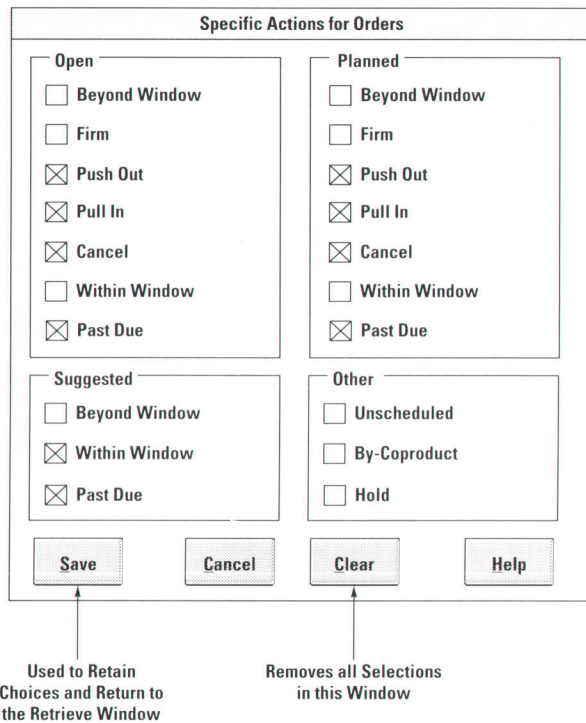 Specific Actions for Orders
Open
Beyond Window
Firm
Push Out
Pull In
Cancel
Within Window
Past Due
Planned
Beyond Window
Firm
Push Out
Pull In
Cancel
Within Window
Past Due
Suggested
Beyond Window
Within Window
Past Due
Other
Unscheduled
By-Coproduct
Hold
Save
Cancel
Clear
Help
Used to Retain
Choices and Return to
the Retrieve Window
Removes all Selections
in this Window